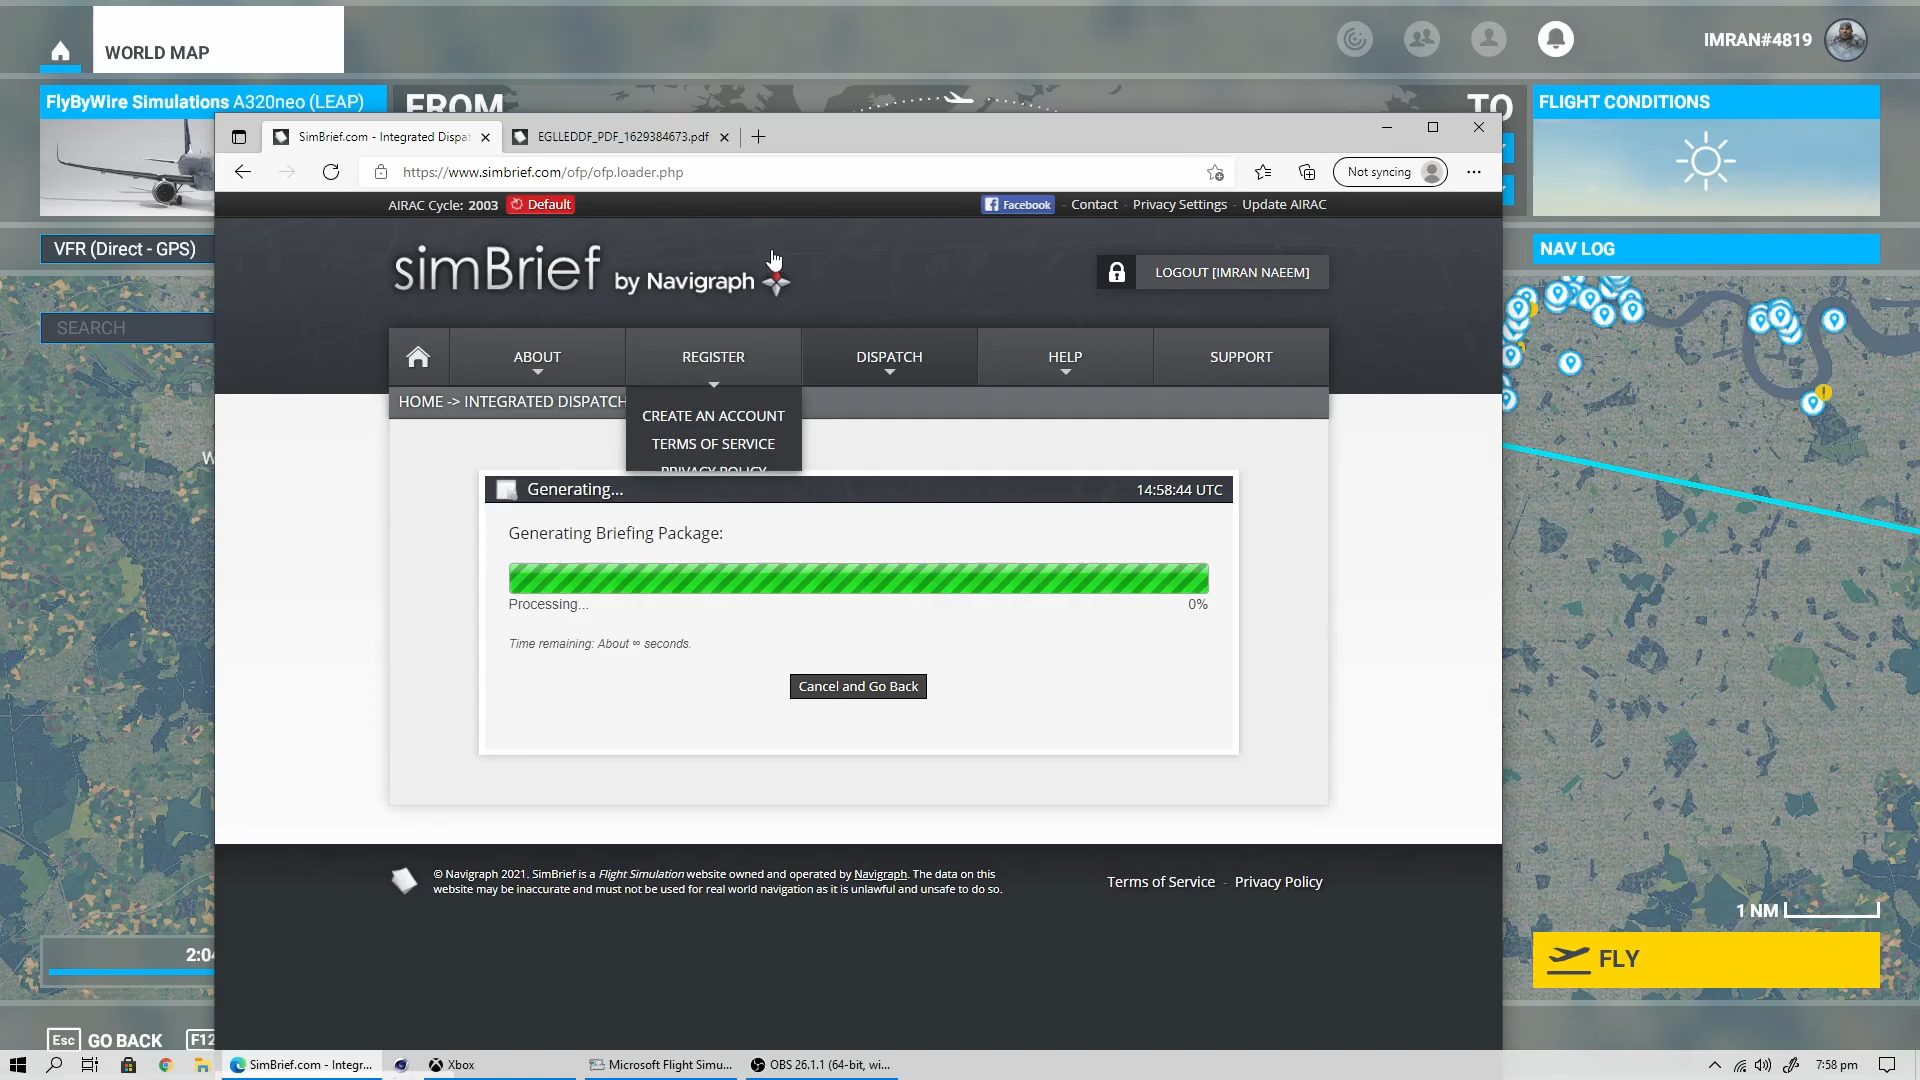 WORLD MAP
IMRAN#4819
FlyByWire Simulations A320neo (LEAP)
FROM
TO
FLIGHT CONDITIONS
SimBrief.com - Integrated Dispat
EGLLEDDF_PDF_1629384673.pdf
https://www.simbrief.com/ofp/ofp.loader.php
Not syncing
AIRAC Cycle: 2003 Default
Facebook - Contact - Privacy Settings - Update AIRAC
VFR (Direct - GPS)
NAV LOG
simBrief by Navigraph
LOGOUT [IMRAN NAEEM]
SEARCH
ABOUT
REGISTER
DISPATCH
HELP
SUPPORT
HOME -> INTEGRATED DISPATCH
CREATE AN ACCOUNT
TERMS OF SERVICE
PRIVACY POLICY
W
Generating...
14:58:44 UTC
Generating Briefing Package:
Processing...
0%
Time remaining: About ∞ seconds.
Cancel and Go Back
© Navigraph 2021. SimBrief is a Flight Simulation website owned and operated by Navigraph. The data on this
website may be inaccurate and must not be used for real world navigation as it is unlawful and unsafe to do so.
Terms of Service - Privacy Policy
1 NM
2:04
FLY
Esc GO BACK F12
SimBrief.com - Integr...
Xbox
Microsoft Flight Simu...
OBS 26.1.1 (64-bit, wi...
7:58 pm